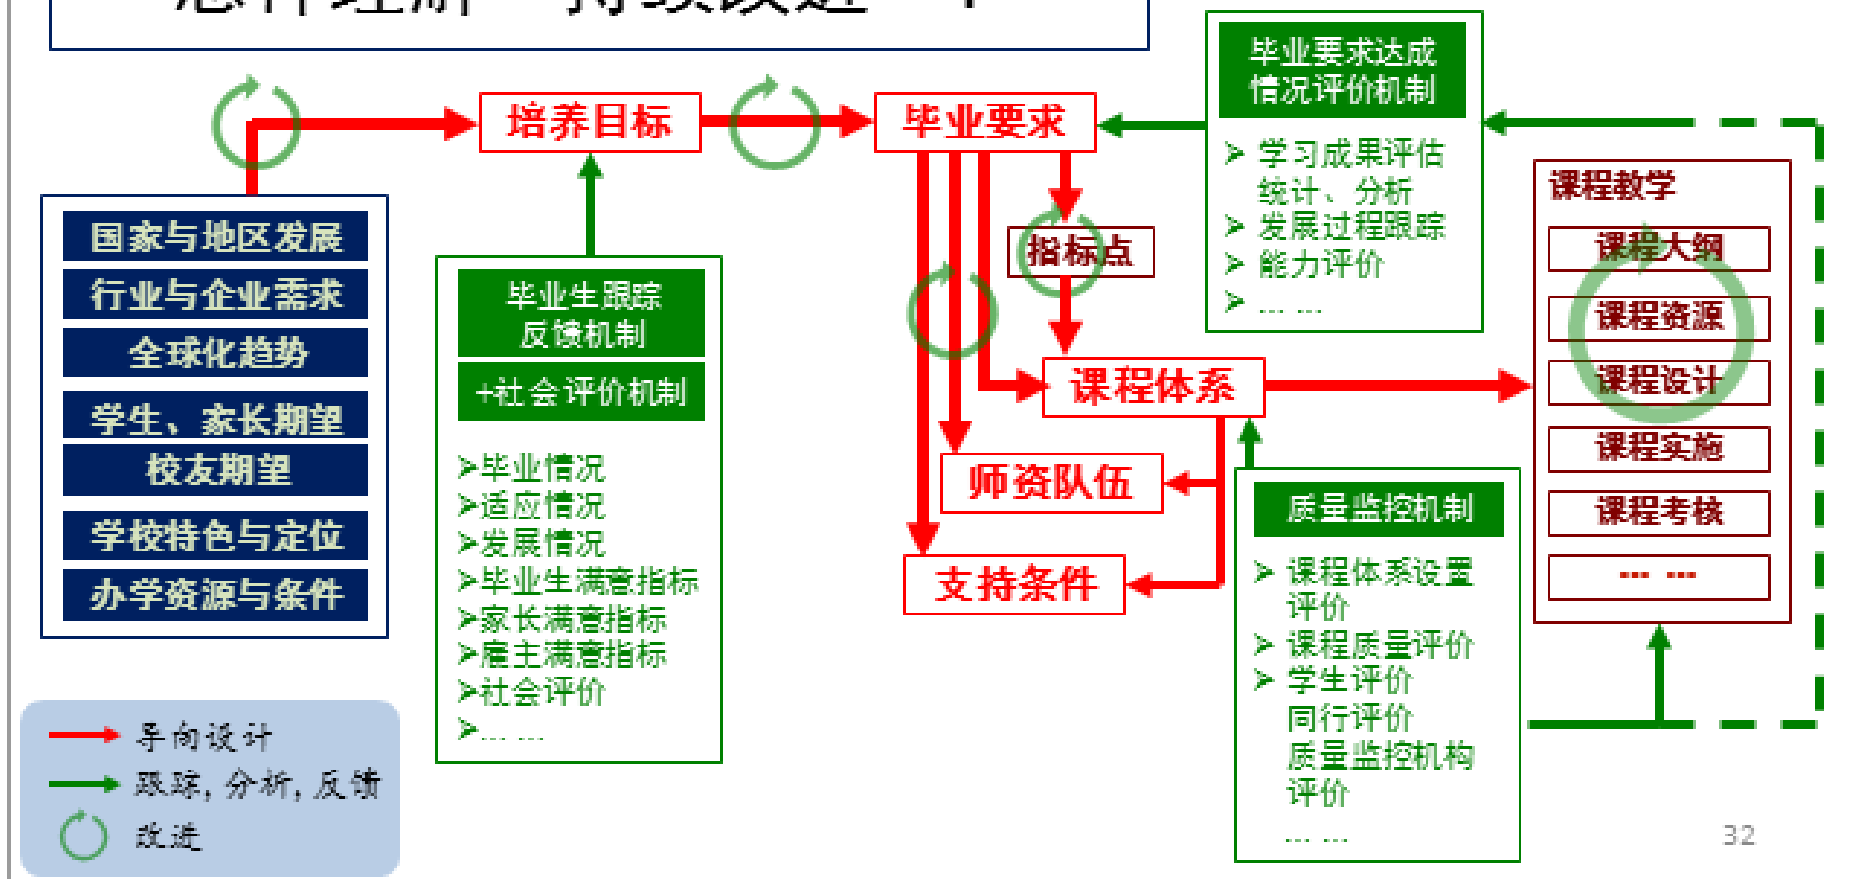 怎样理解“持续改进”？
培养目标
毕业要求
毕业要求达成
情况评价机制
➢ 学习成果评估
统计、分析
➢ 发展过程跟踪
➢ 能力评价
➢ … …
国家与地区发展
行业与企业需求
全球化趋势
学生、家长期望
校友期望
学校特色与定位
办学资源与条件
毕业生跟踪
反馈机制
+社会评价机制
➢毕业情况
➢适应情况
➢发展情况
➢毕业生满意指标
➢家长满意指标
➢雇主满意指标
➢社会评价
➢… …
指标点
课程体系
师资队伍
支持条件
课程教学
课程大纲
课程资源
课程设计
课程实施
课程考核
… …
质量监控机制
➢ 课程体系设置
评价
➢ 课程质量评价
➢ 学生评价
同行评价
质量监控机构
评价
… …
导向设计
跟踪, 分析, 反馈
改进
32